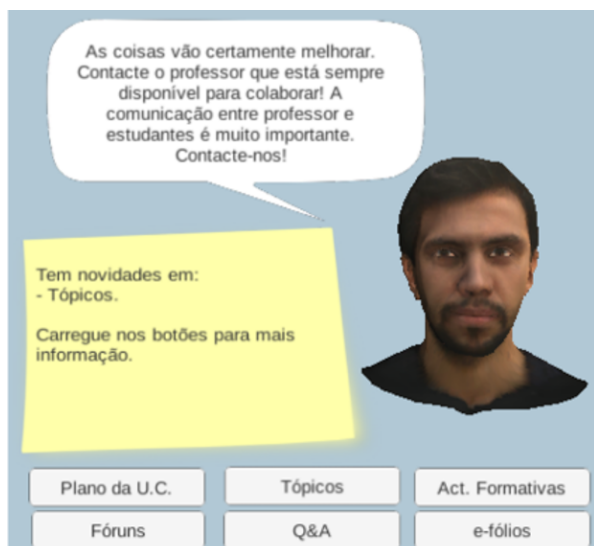 As coisas vão certamente melhorar.
Contacte o professor que está sempre
disponível para colaborar! A
comunicação entre professor e
estudantes é muito importante.
Contacte-nos!
Tem novidades em:
- Tópicos.
Carregue nos botões para mais
informação.
Plano da U.C.
Tópicos
Act. Formativas
Fóruns
Q&A
e-fólios